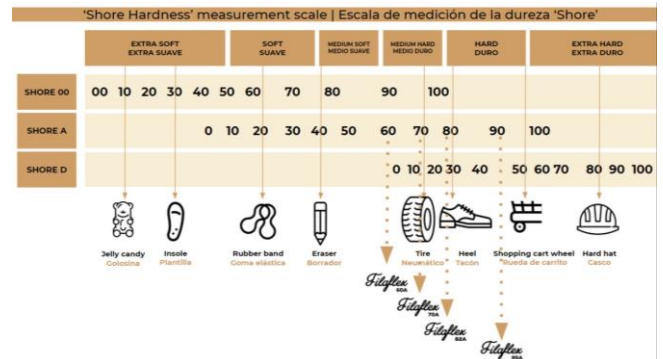 'Shore Hardness' measurement scale | Escala de medición de la dureza 'Shore'
EXTRA SOFT
EXTRA SUAVE
SOFT
SUAVE
MEDIUM SOFT
MEDIO SUAVE
MEDIUM HARD
MEDIO DURO
HARD
DURO
EXTRA HARD
EXTRA DURO
SHORE 00 00 10 20 30 40 50 60 70 80 90 100
SHORE A 0 10 20 30 40 50 60 70 80 90 100
SHORE D 0 10 20 30 40 50 60 70 80 90 100
Jelly candy
Golosina
Insole
Plantilla
Rubber band
Goma elástica
Eraser
Borrador
Tire
Neumático
Heel
Tacón
Shopping cart wheel
Rueda de carrito
Hard hat
Casco
Filaflex
60A
Filaflex
70A
Filaflex
82A
Filaflex
95A